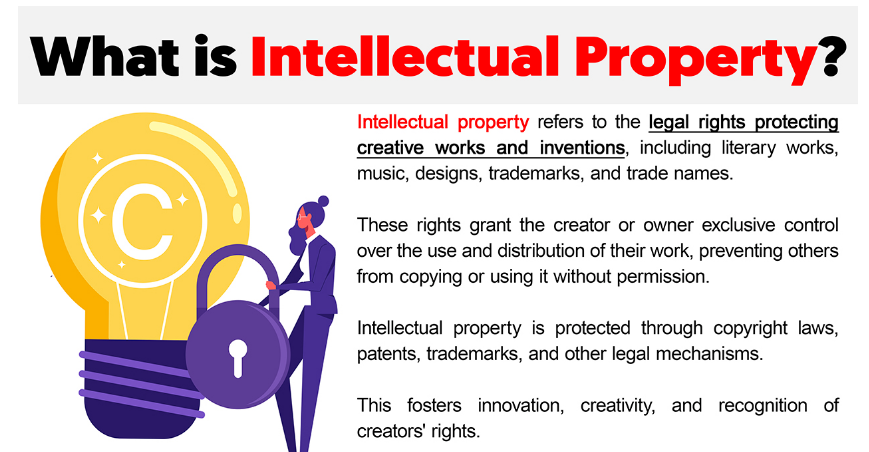 What is Intellectual Property?
C
Intellectual property refers to the legal rights protecting
creative works and inventions, including literary works,
music, designs, trademarks, and trade names.
These rights grant the creator or owner exclusive control
over the use and distribution of their work, preventing others
from copying or using it without permission.
Intellectual property is protected through copyright laws,
patents, trademarks, and other legal mechanisms.
This fosters innovation, creativity, and recognition of
creators' rights.